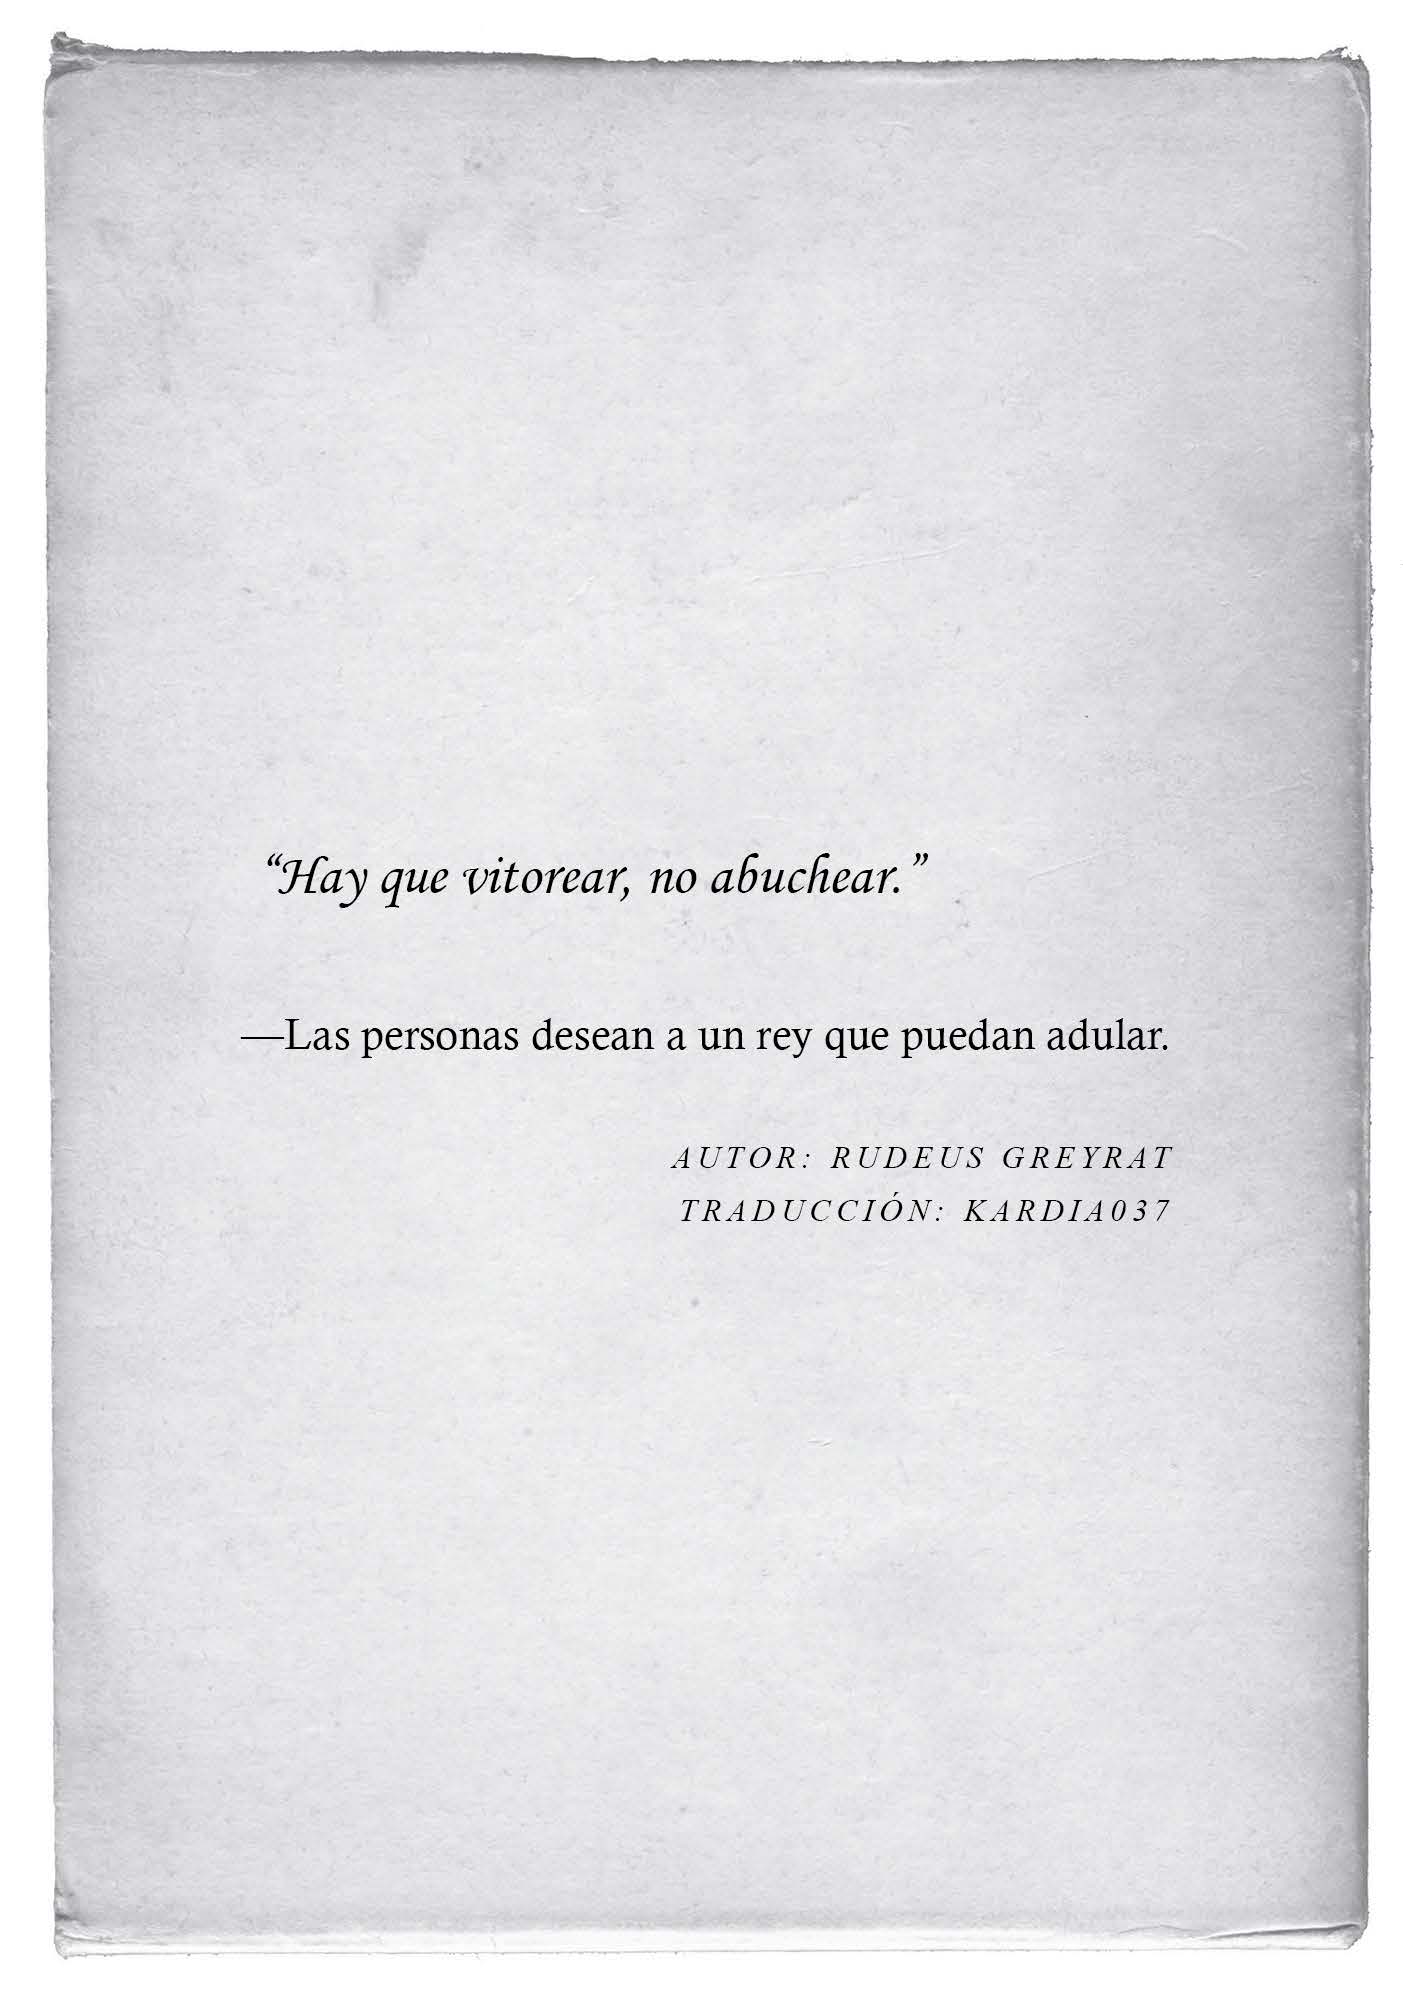 “Hay que vitorear, no abuchear.”
—Las personas desean a un rey que puedan adular.
AUTOR: RUDEUS GREYRAT
TRADUCCIÓN: KARDIA037